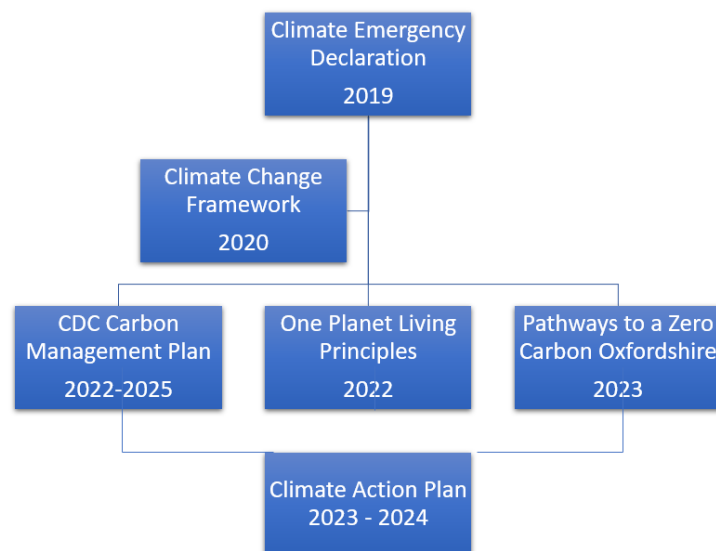 Climate Emergency
Declaration
2019
Climate Change
Framework
2020
CDC Carbon
Management Plan
2022-2025
One Planet Living
Principles
2022
Pathways to a Zero
Carbon Oxfordshire
2023
Climate Action Plan
2023 - 2024